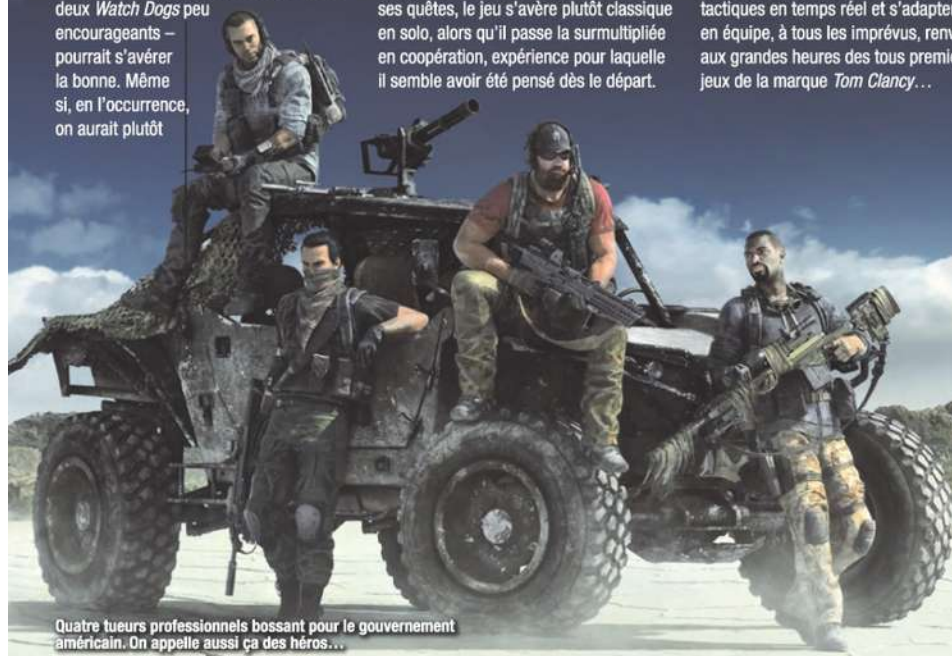 deux Watch Dogs peu
encourageants –
pourrait s'avérer
la bonne. Même
si, en l'occurrence,
on aurait plutôt
ses quêtes, le jeu s'avère plutôt classique
en solo, alors qu'il passe la surmultipliée
en coopération, expérience pour laquelle
il semble avoir été pensé dès le départ.
tactiques en temps réel et s'adapter
en équipe, à tous les imprévus,
aux grandes heures des tous
jeux de la marque Tom Clancy…
Quatre tueurs professionnels bossant pour le gouvernement
américain. On appelle aussi ça des héros…